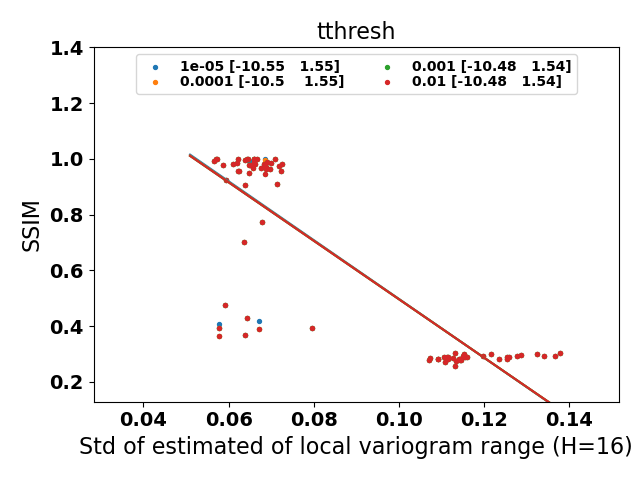 tthresh
1e-05 [-10.55 1.55]
0.0001 [-10.5 1.55]
0.001 [-10.48 1.54]
0.01 [-10.48 1.54]
SSIM
1.4
1.2
1.0
0.8
0.6
0.4
0.2
0.04 0.06 0.08 0.10 0.12 0.14
Std of estimated of local variogram range (H=16)